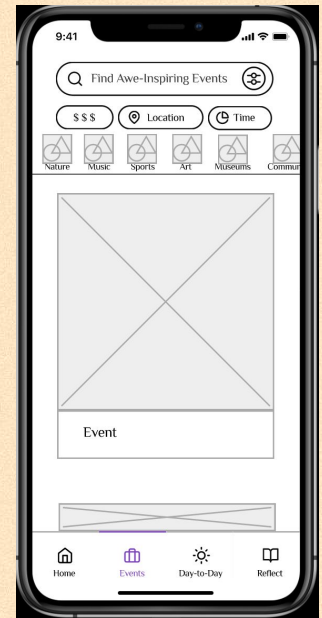 9:41
Find Awe-Inspiring Events
$ $ $ Location Time
Nature Music Sports Art Museums Commun
Event
Home Events Day-to-Day Reflect